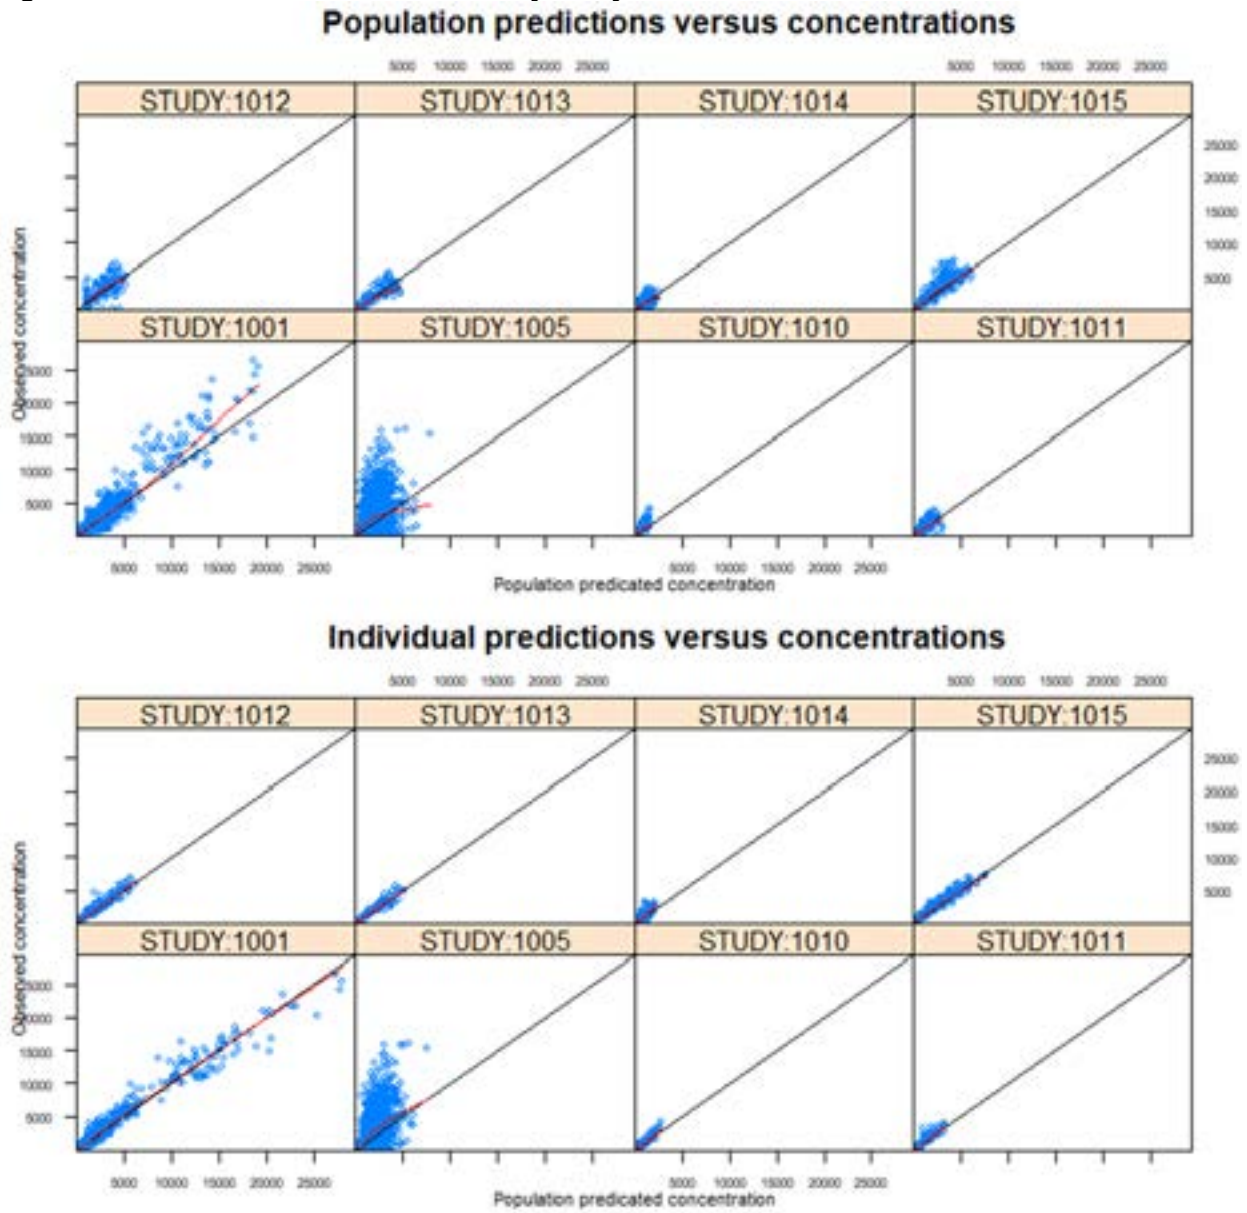 Population predictions versus concentrations
5000 10000 15000 20000 25000 5000 10000 15000 20000 25000
STUDY:1012 STUDY:1013 STUDY:1014 STUDY:1015
25000
20000
15000
10000
5000
STUDY:1001 STUDY:1005 STUDY:1010 STUDY:1011
Observed concentration
25000
20000
15000
10000
5000
5000 10000 15000 20000 25000 5000 10000 15000 20000 25000
Population predicated concentration
Individual predictions versus concentrations
5000 10000 15000 20000 25000 5000 10000 15000 20000 25000
STUDY:1012 STUDY:1013 STUDY:1014 STUDY:1015
25000
20000
15000
10000
5000
STUDY:1001 STUDY:1005 STUDY:1010 STUDY:1011
Observed concentration
25000
20000
15000
10000
5000
5000 10000 15000 20000 25000 5000 10000 15000 20000 25000
Population predicated concentration